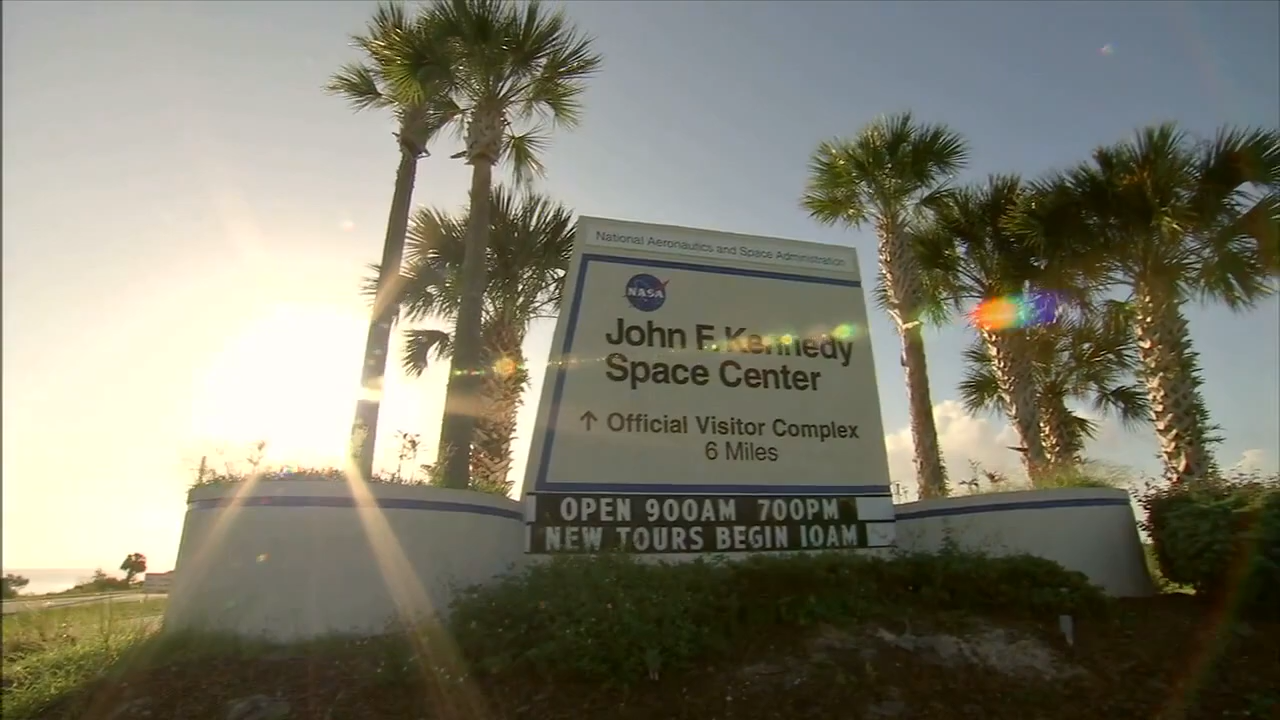 National Aeronautics and Space Administration
NASA
John F. Kennedy
Space Center
↑ Official Visitor Complex
6 Miles
OPEN 900AM 700PM
NEW TOURS BEGIN 10AM